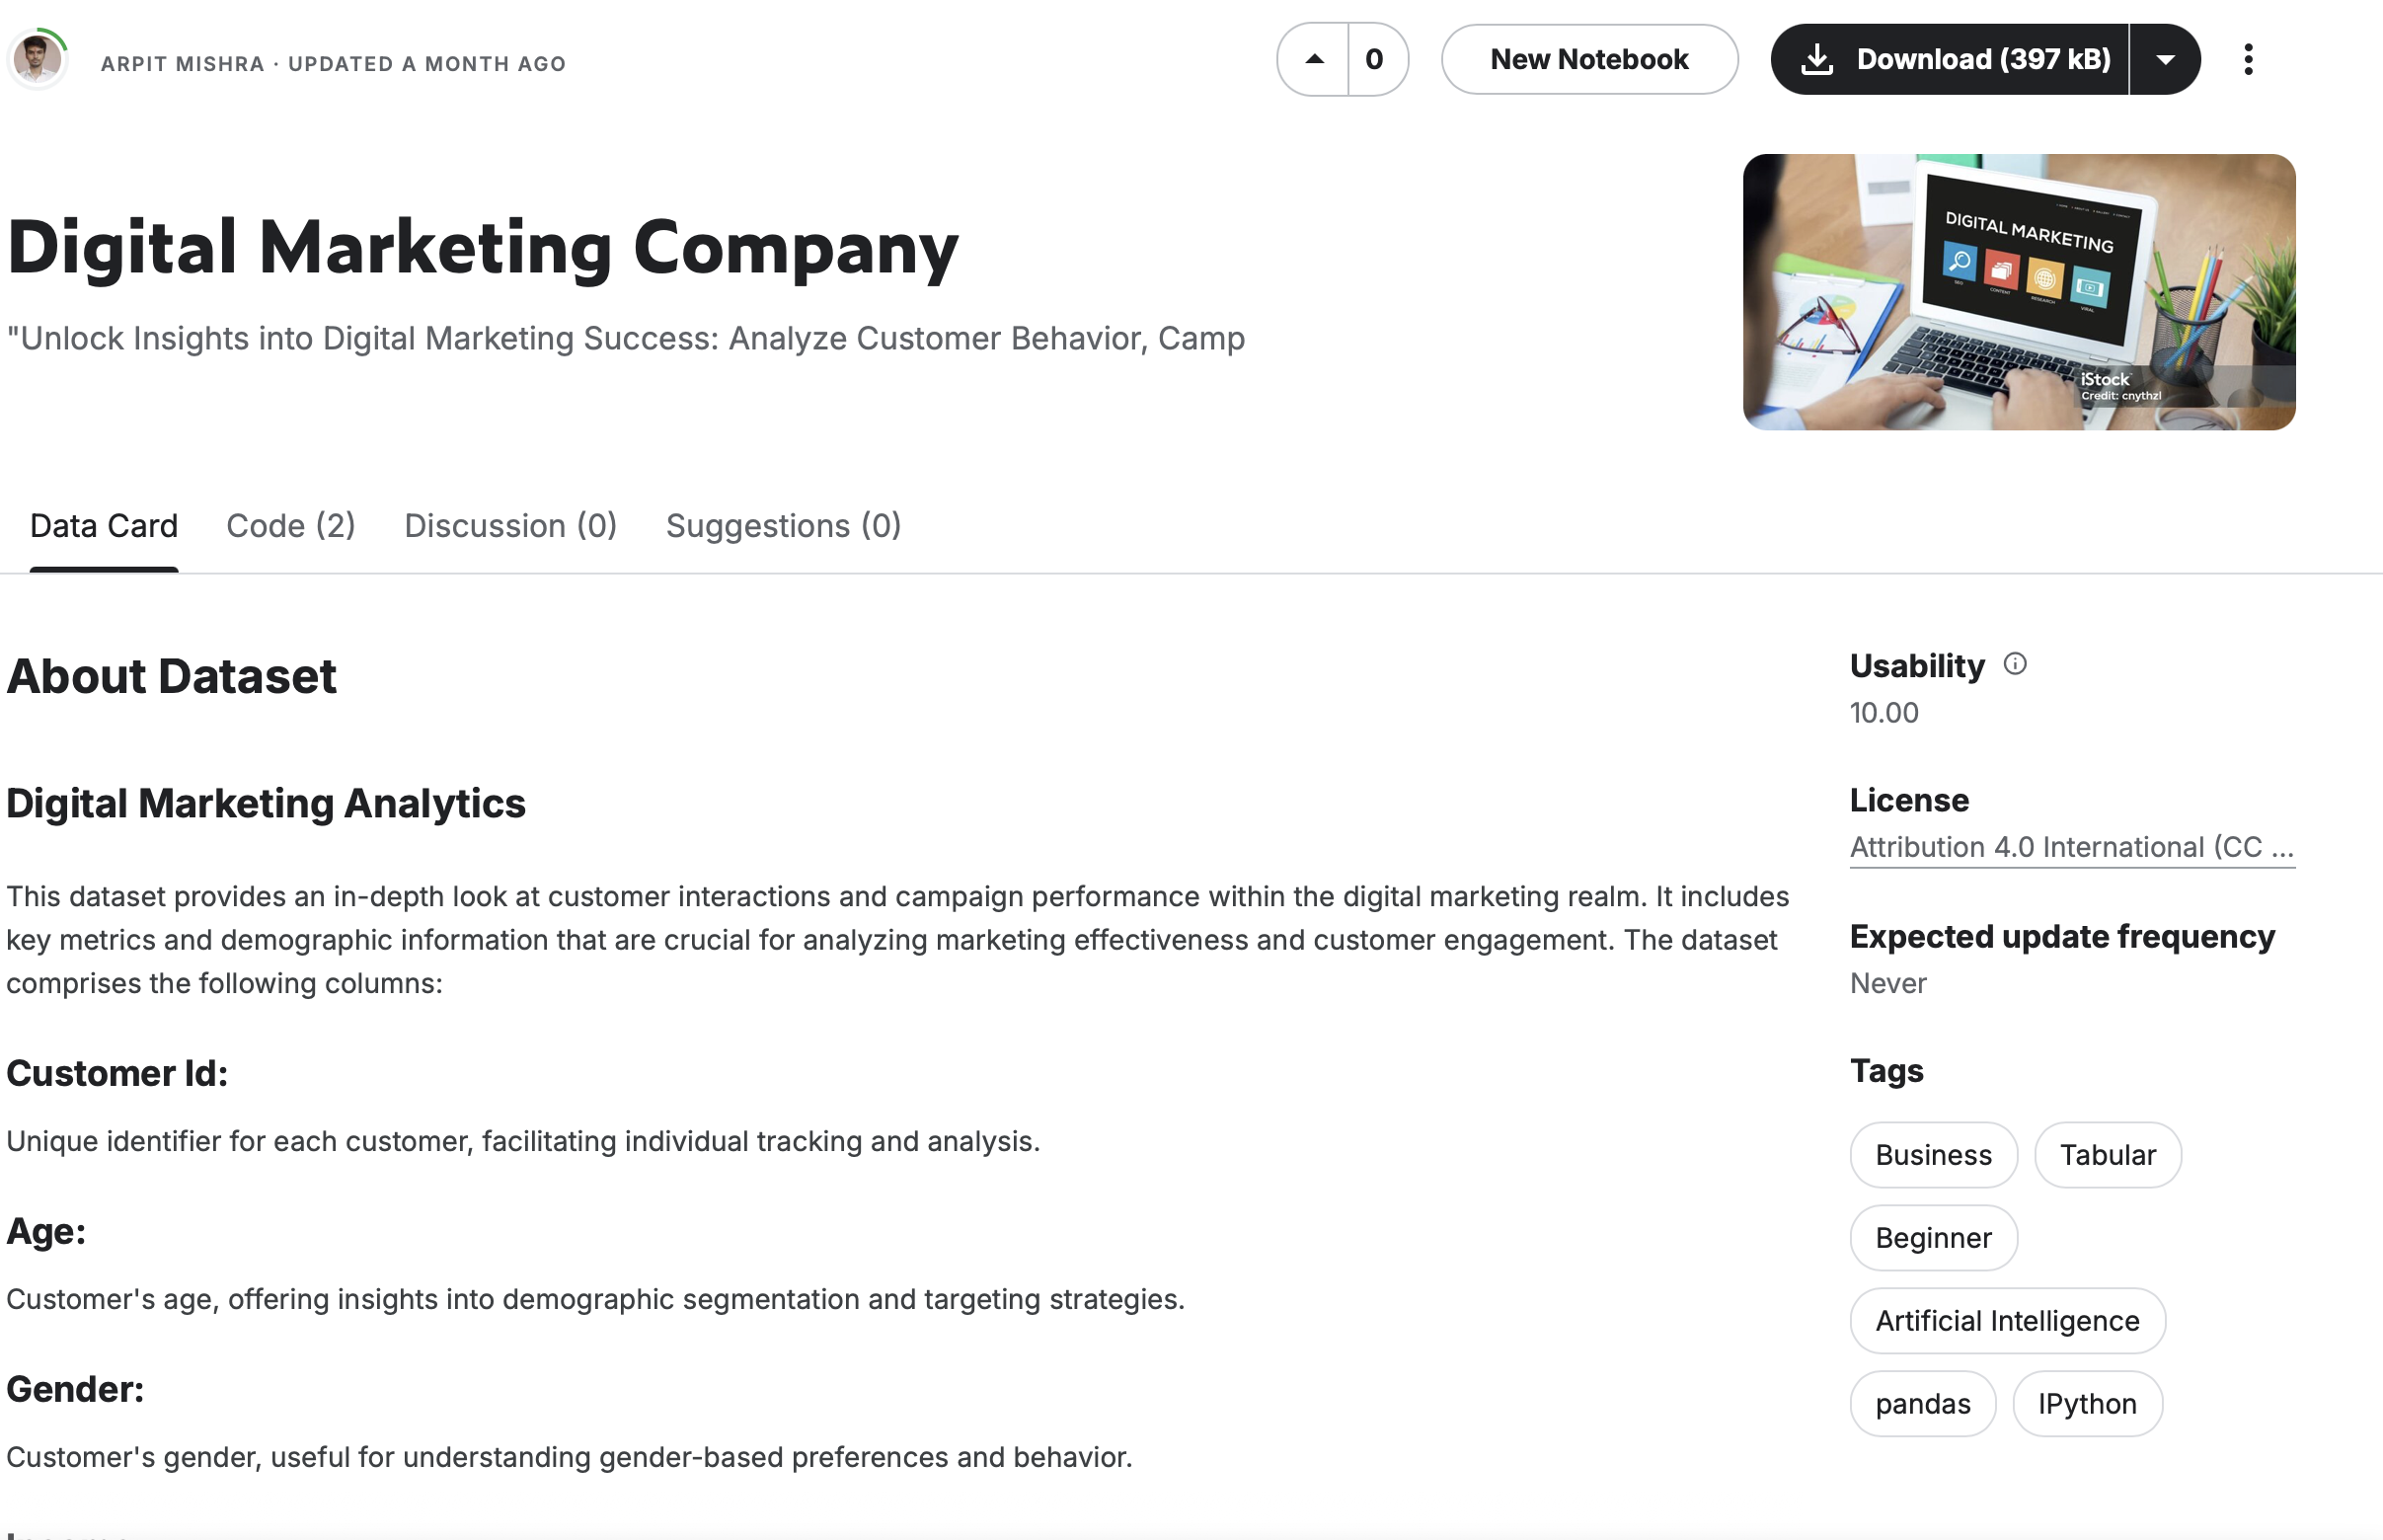 ARPIT MISHRA · UPDATED A MONTH AGO
0
New Notebook
Download (397 kB)
Digital Marketing Company
"Unlock Insights into Digital Marketing Success: Analyze Customer Behavior, Camp
DIGITAL MARKETING
SEO
CONTENT
RESEARCH
VIRAL
iStock
Credit: cnythzl
Data Card
Code (2)
Discussion (0)
Suggestions (0)
About Dataset
Digital Marketing Analytics
This dataset provides an in-depth look at customer interactions and campaign performance within the digital marketing realm. It includes
key metrics and demographic information that are crucial for analyzing marketing effectiveness and customer engagement. The dataset
comprises the following columns:
Customer Id:
Unique identifier for each customer, facilitating individual tracking and analysis.
Age:
Customer's age, offering insights into demographic segmentation and targeting strategies.
Gender:
Customer's gender, useful for understanding gender-based preferences and behavior.
Usability
10.00
License
Attribution 4.0 International (CC ...
Expected update frequency
Never
Tags
Business
Tabular
Beginner
Artificial Intelligence
pandas
IPython